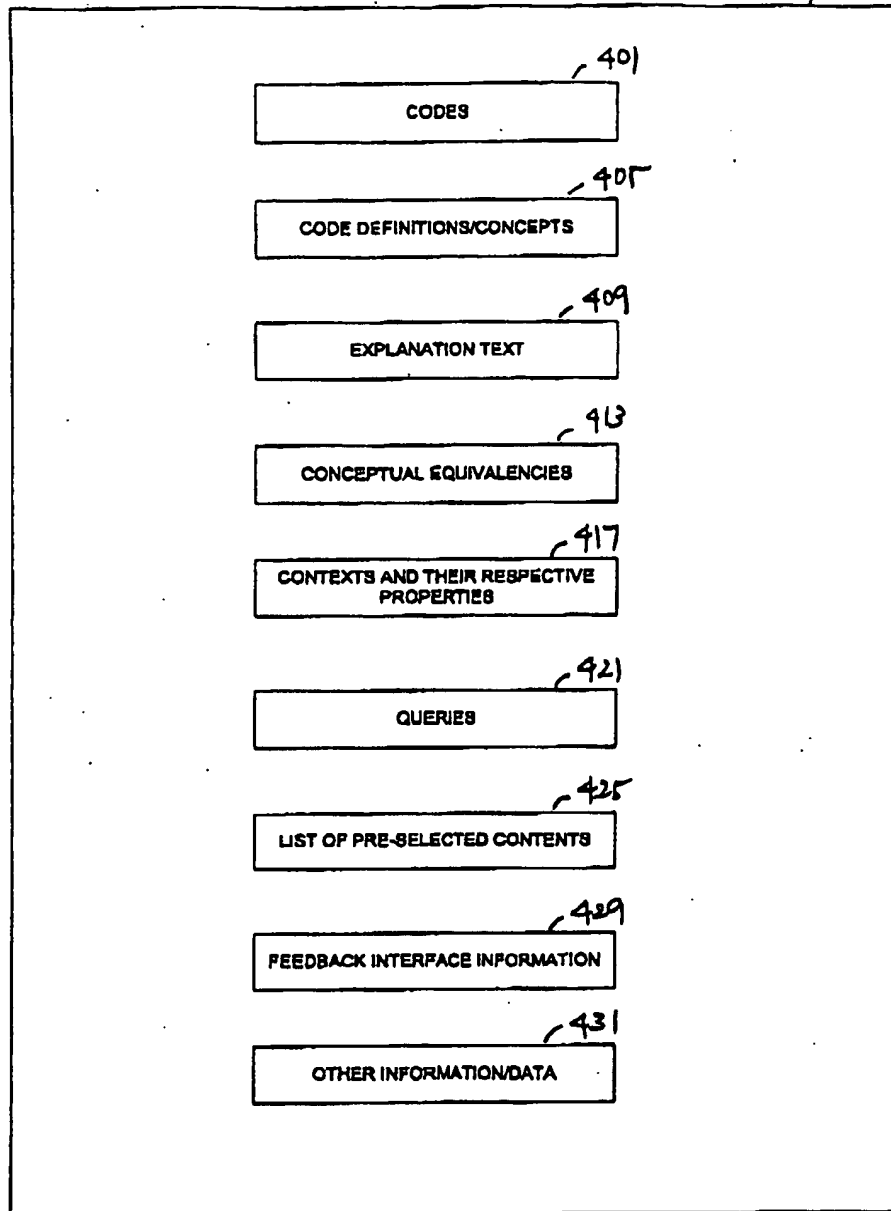 401
CODES
405
CODE DEFINITIONS/CONCEPTS
409
EXPLANATION TEXT
413
CONCEPTUAL EQUIVALENCIES
417
CONTEXTS AND THEIR RESPECTIVE
PROPERTIES
421
QUERIES
425
LIST OF PRE-SELECTED CONTENTS
429
FEEDBACK INTERFACE INFORMATION
431
OTHER INFORMATION/DATA